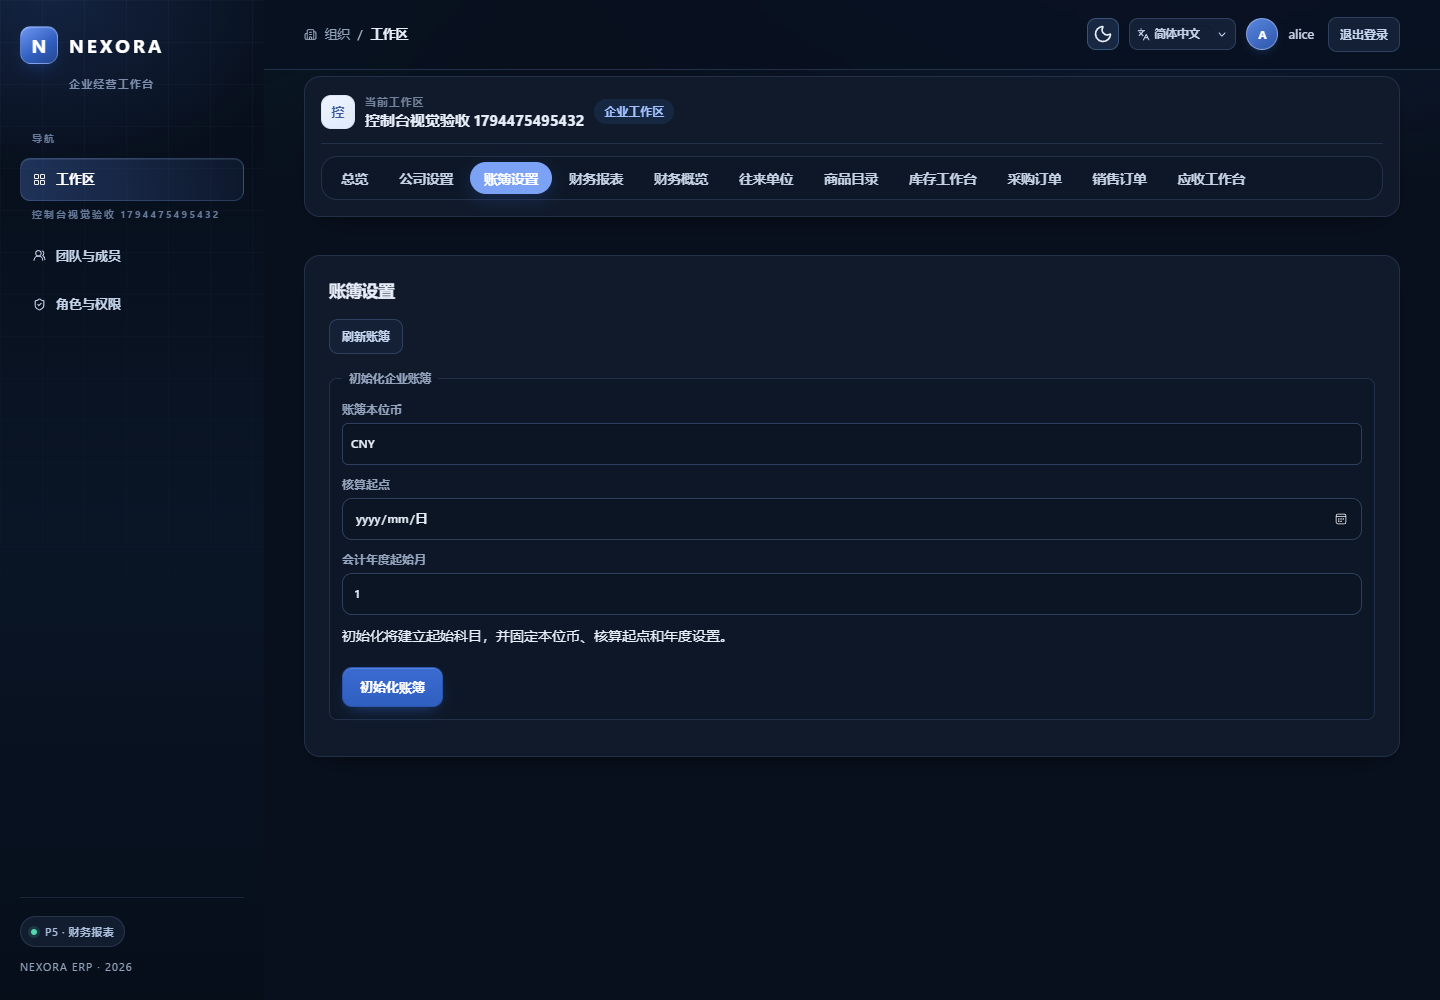 N NEXORA
企业经营工作台
导航
工作区
控制台视觉验收 1794475495432
团队与成员
角色与权限
P5 · 财务报表
NEXORA ERP · 2026
组织 / 工作区
简体中文
A alice
退出登录
控
当前工作区
控制台视觉验收 1794475495432
企业工作区
总览 公司设置 账簿设置 财务报表 财务概览 往来单位 商品目录 库存工作台 采购订单 销售订单 应收工作台
账簿设置
刷新账簿
初始化企业账簿
账簿本位币
CNY
核算起点
yyyy/mm/日
会计年度起始月
1
初始化将建立起始科目，并固定本位币、核算起点和年度设置。
初始化账簿